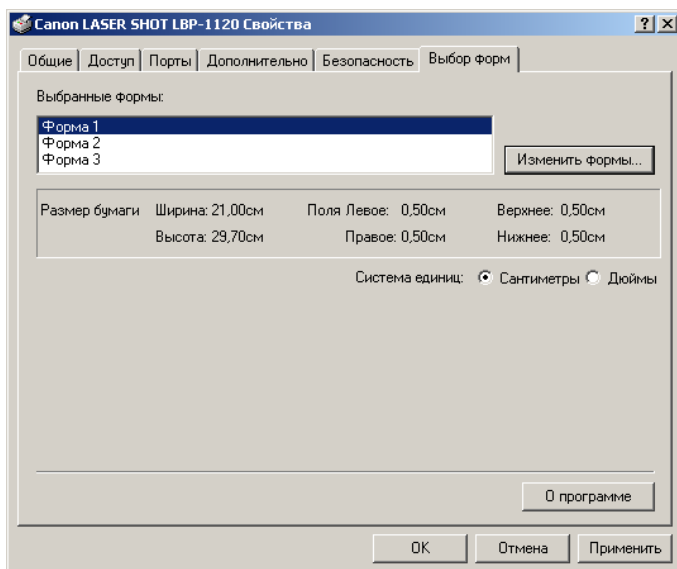 Canon LASER SHOT LBP-1120 Свойства
Общие Доступ Порты Дополнительно Безопасность Выбор форм
Выбранные формы:
Форма 1
Форма 2
Форма 3
Изменить формы...
Размер бумаги Ширина: 21,00см Поля Левое: 0,50см Верхнее: 0,50см
Высота: 29,70см Правое: 0,50см Нижнее: 0,50см
Система единиц: Сантиметры Дюймы
О программе
OK Отмена Применить